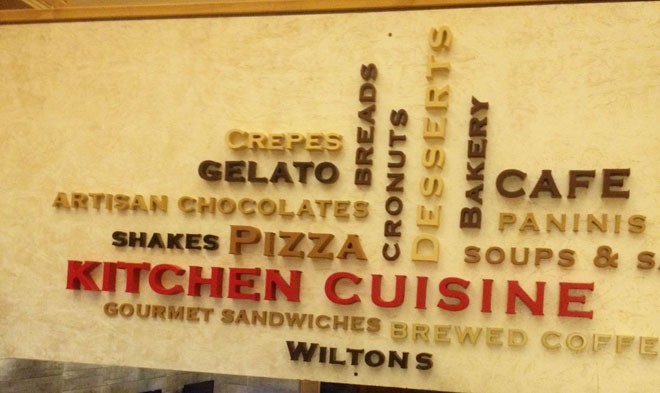 CREPES
GELATO
BREADS
CRONUTS
DESSERTS
BAKERY
CAFE
ARTISAN CHOCOLATES
PANINIS
SHAKES PIZZA
SOUPS &
KITCHEN CUISINE
GOURMET SANDWICHES BREWED COFFE
WILTONS